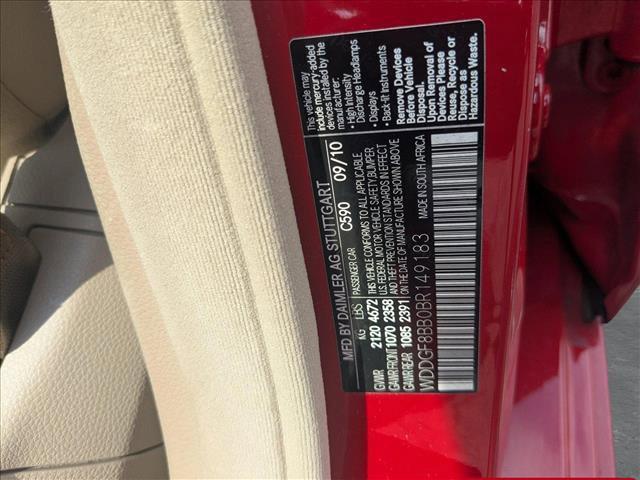 MFD BY DAIMLER AG STUTTGART
C590 09/10
PASSENGER CAR
KG LBS
GVWR 2120 4672
GAWR FRONT 1070 2358
GAWR REAR 1085 2391
THIS VEHICLE CONFORMS TO ALL APPLICABLE
U.S. FEDERAL MOTOR VEHICLE SAFETY, BUMPER,
AND THEFT PREVENTION STANDARDS IN EFFECT
ON THE DATE OF MANUFACTURE SHOWN ABOVE
WDDGF8BB0BR149183 MADE IN SOUTH AFRICA
This vehicle may
include mercury-added
devices installed by the
manufacturer:
• High Intensity
Discharge Headlamps
• Displays
• Back-lit Instruments
Remove Devices
Before Vehicle
Disposal.
Upon Removal of
Devices Please
Reuse, Recycle or
Dispose as
Hazardous Waste.